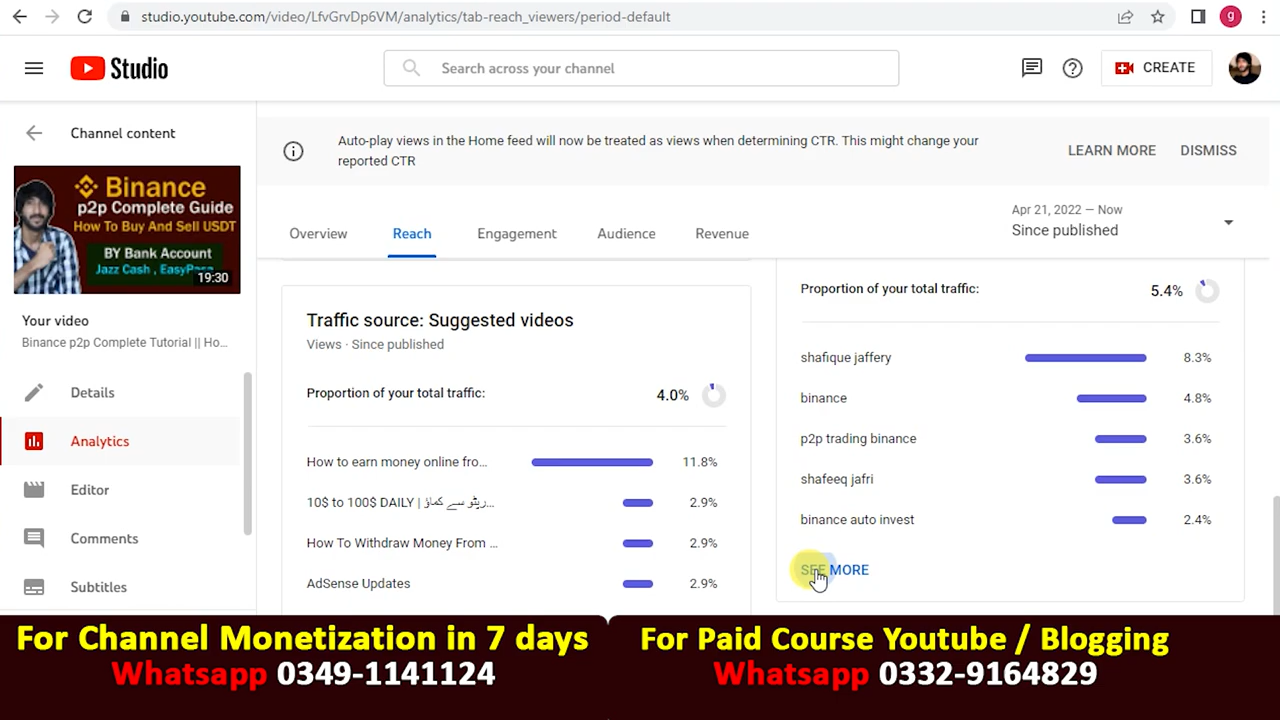 studio.youtube.com/video/LfvGrvDp6VM/analytics/tab-reach_viewers/period-default
g
Studio
Search across your channel
CREATE
Channel content
Binance
p2p Complete Guide
How To Buy And Sell USDT
BY Bank Account
Jazz Cash , EasyPasa
19:30
Your video
Binance p2p Complete Tutorial || Ho...
Details
Analytics
Editor
Comments
Subtitles
Auto-play views in the Home feed will now be treated as views when determining CTR. This might change your
reported CTR
LEARN MORE
DISMISS
Overview
Reach
Engagement
Audience
Revenue
Apr 21, 2022 – Now
Since published
Traffic source: Suggested videos
Views · Since published
Proportion of your total traffic:
4.0%
How to earn money online fro...
11.8%
10$ to 100$ DAILY | رپٹو سے کماؤ...
2.9%
How To Withdraw Money From ...
2.9%
AdSense Updates
2.9%
Proportion of your total traffic:
5.4%
shafique jaffery
8.3%
binance
4.8%
p2p trading binance
3.6%
shafeeq jafri
3.6%
binance auto invest
2.4%
SEE MORE
For Channel Monetization in 7 days
Whatsapp 0349-1141124
For Paid Course Youtube / Blogging
Whatsapp 0332-9164829